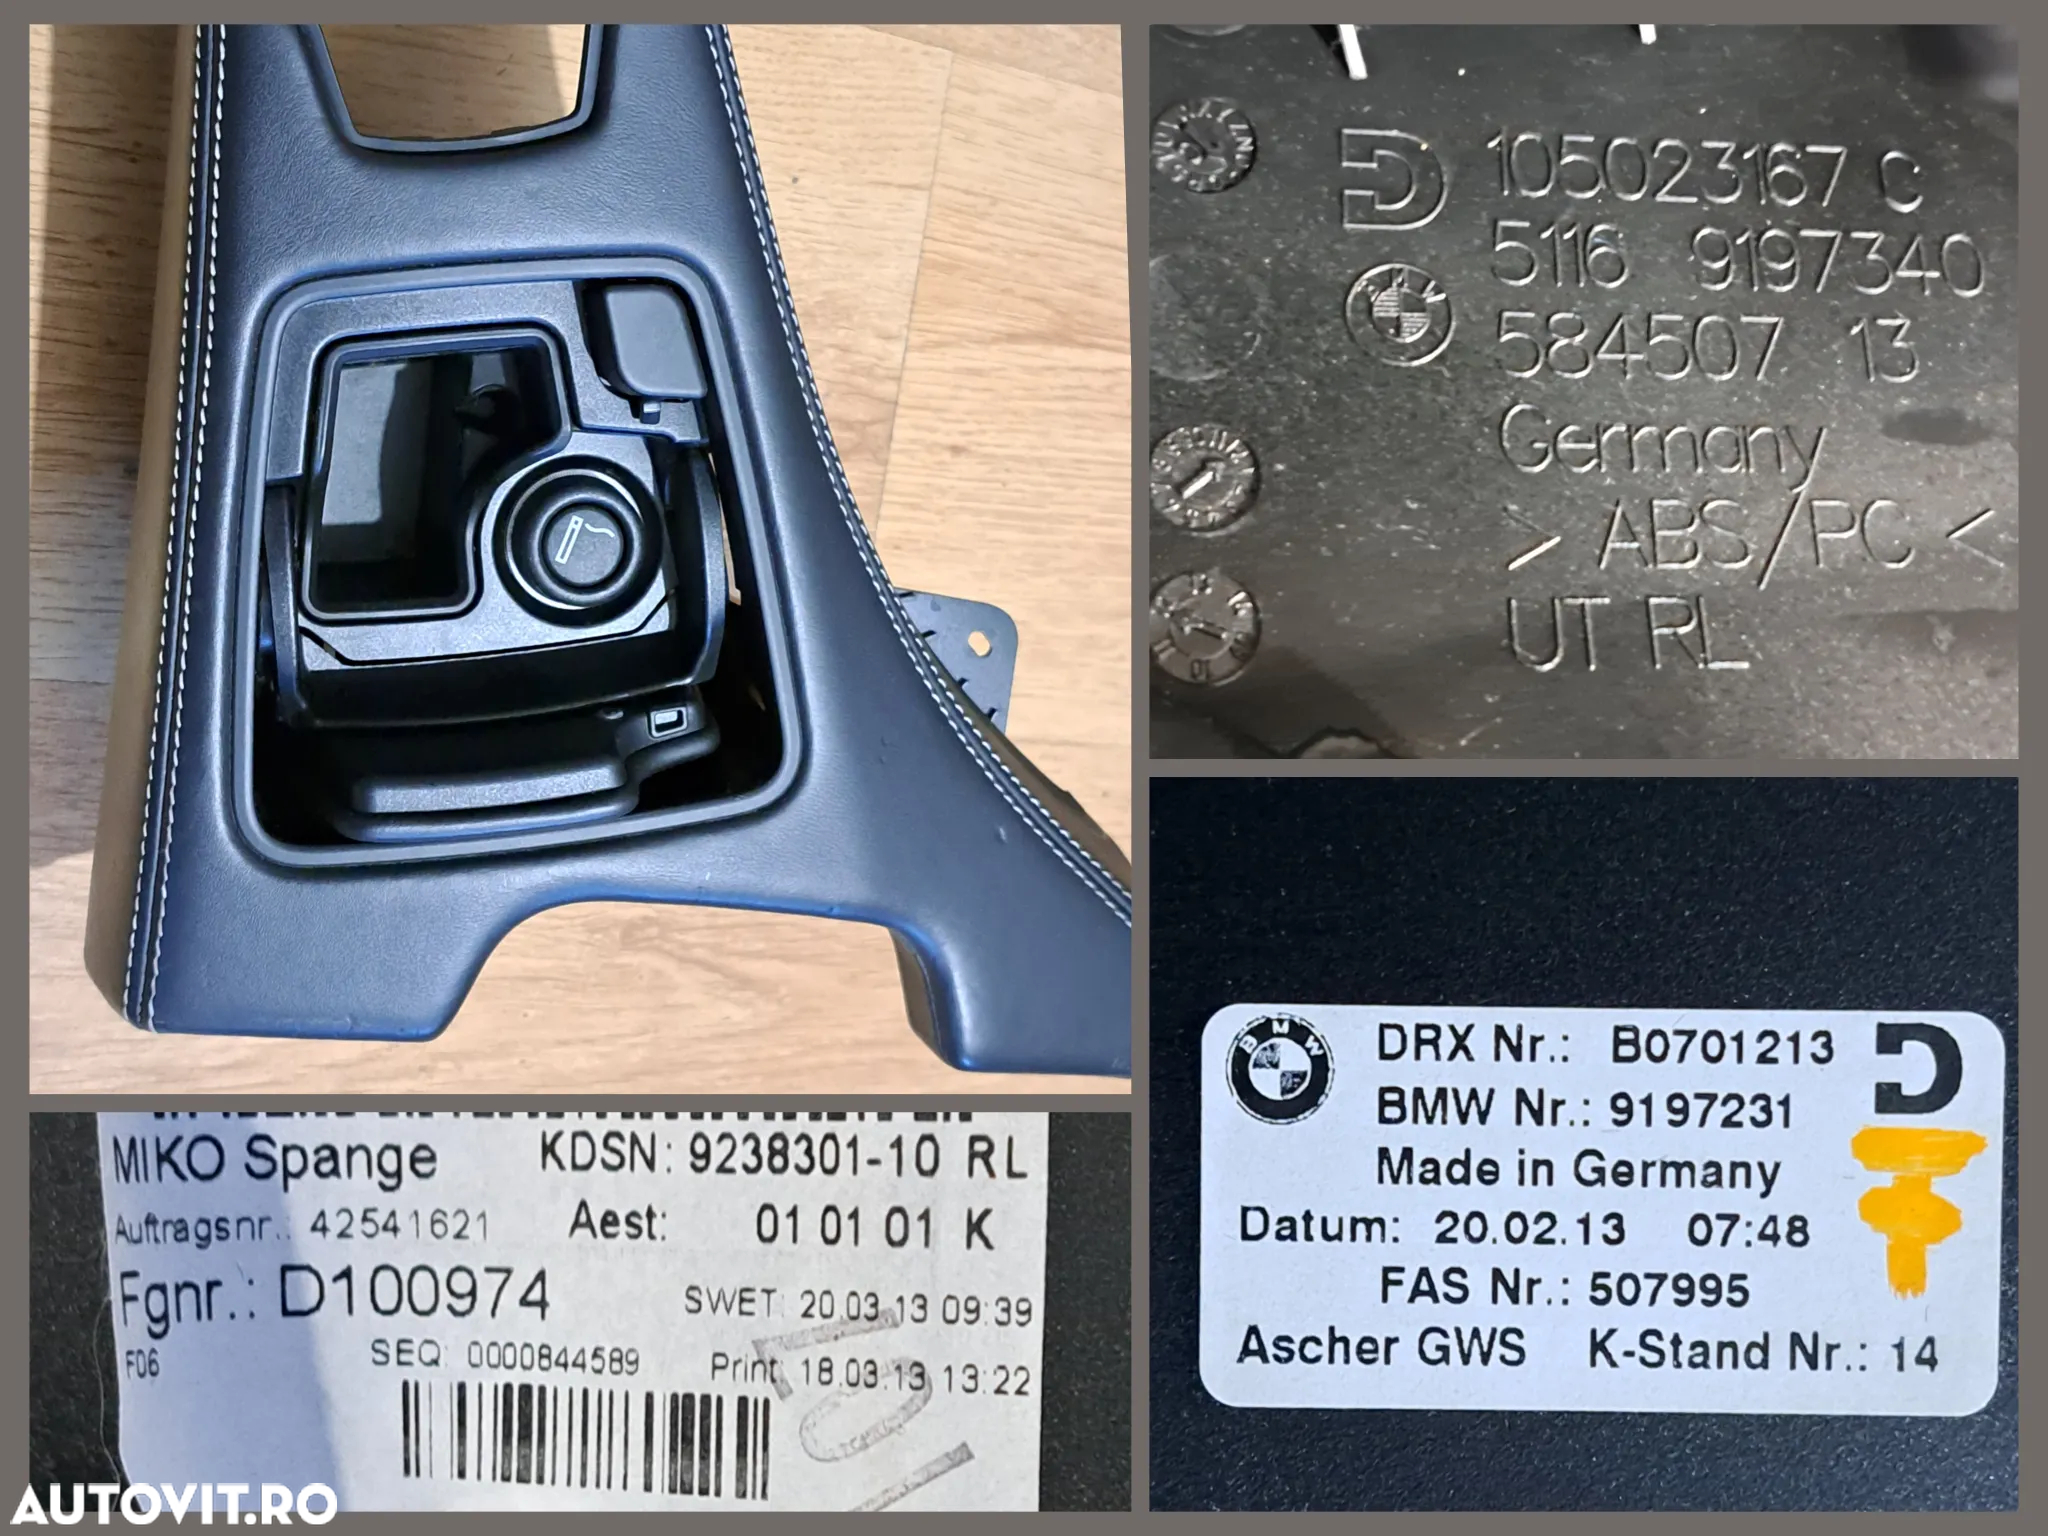 105023167 C
5116 9197340
584507 13
Germany
> ABS/PC <
UT RL
MIKO Spange KDSN: 9238301-10 RL
Auftragsnr.: 42541621 Aest: 01 01 01 K
Fgnr.: D100974 SWET: 20.03.13 09:39
F06 SEQ: 0000844589 Print: 18.03.13 13:22
BMW
DRX Nr.: B0701213
BMW Nr.: 9197231
Made in Germany
Datum: 20.02.13 07:48
FAS Nr.: 507995
Ascher GWS K-Stand Nr.: 14
AUTOVIT.RO